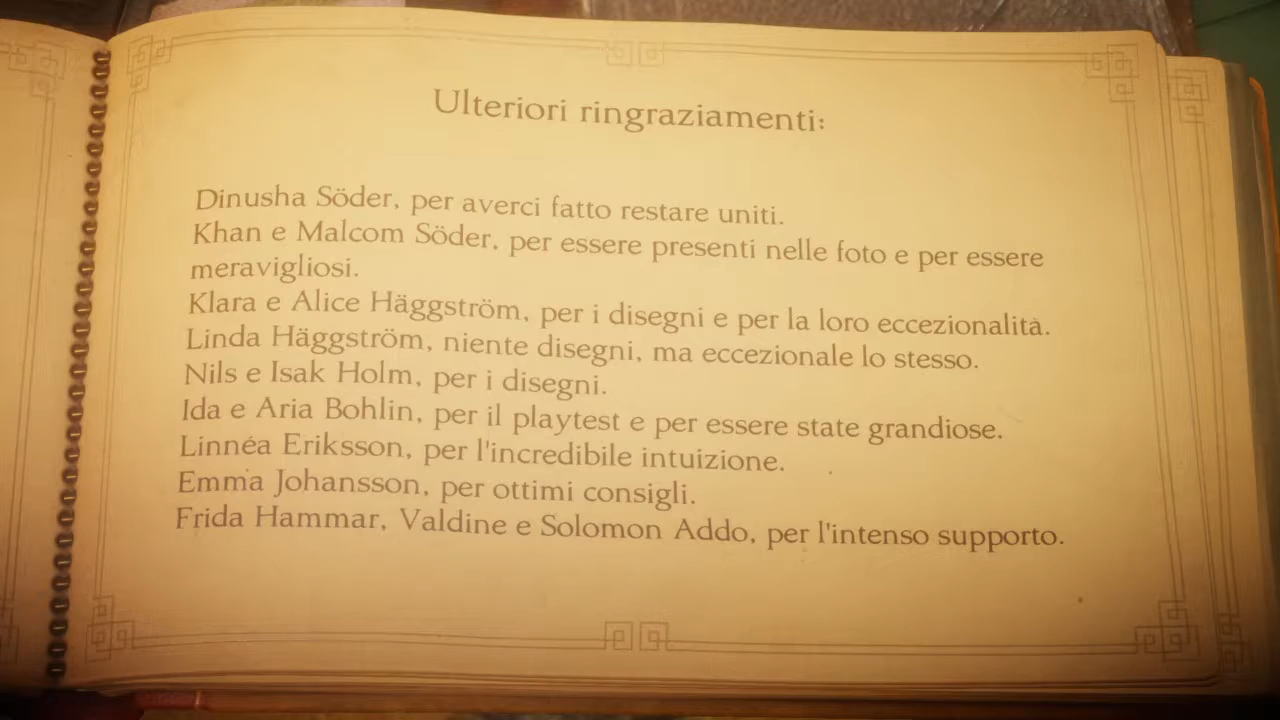 Ulteriori ringraziamenti:
Dinusha Söder, per averci fatto restare uniti.
Khan e Malcom Söder, per essere presenti nelle foto e per essere
meravigliosi.
Klara e Alice Häggström, per i disegni e per la loro eccezionalità.
Linda Häggström, niente disegni, ma eccezionale lo stesso.
Nils e Isak Holm, per i disegni.
Ida e Aria Bohlin, per il playtest e per essere state grandiose.
Linnéa Eriksson, per l'incredibile intuizione.
Emma Johansson, per ottimi consigli.
Frida Hammar, Valdine e Solomon Addo, per l'intenso supporto.